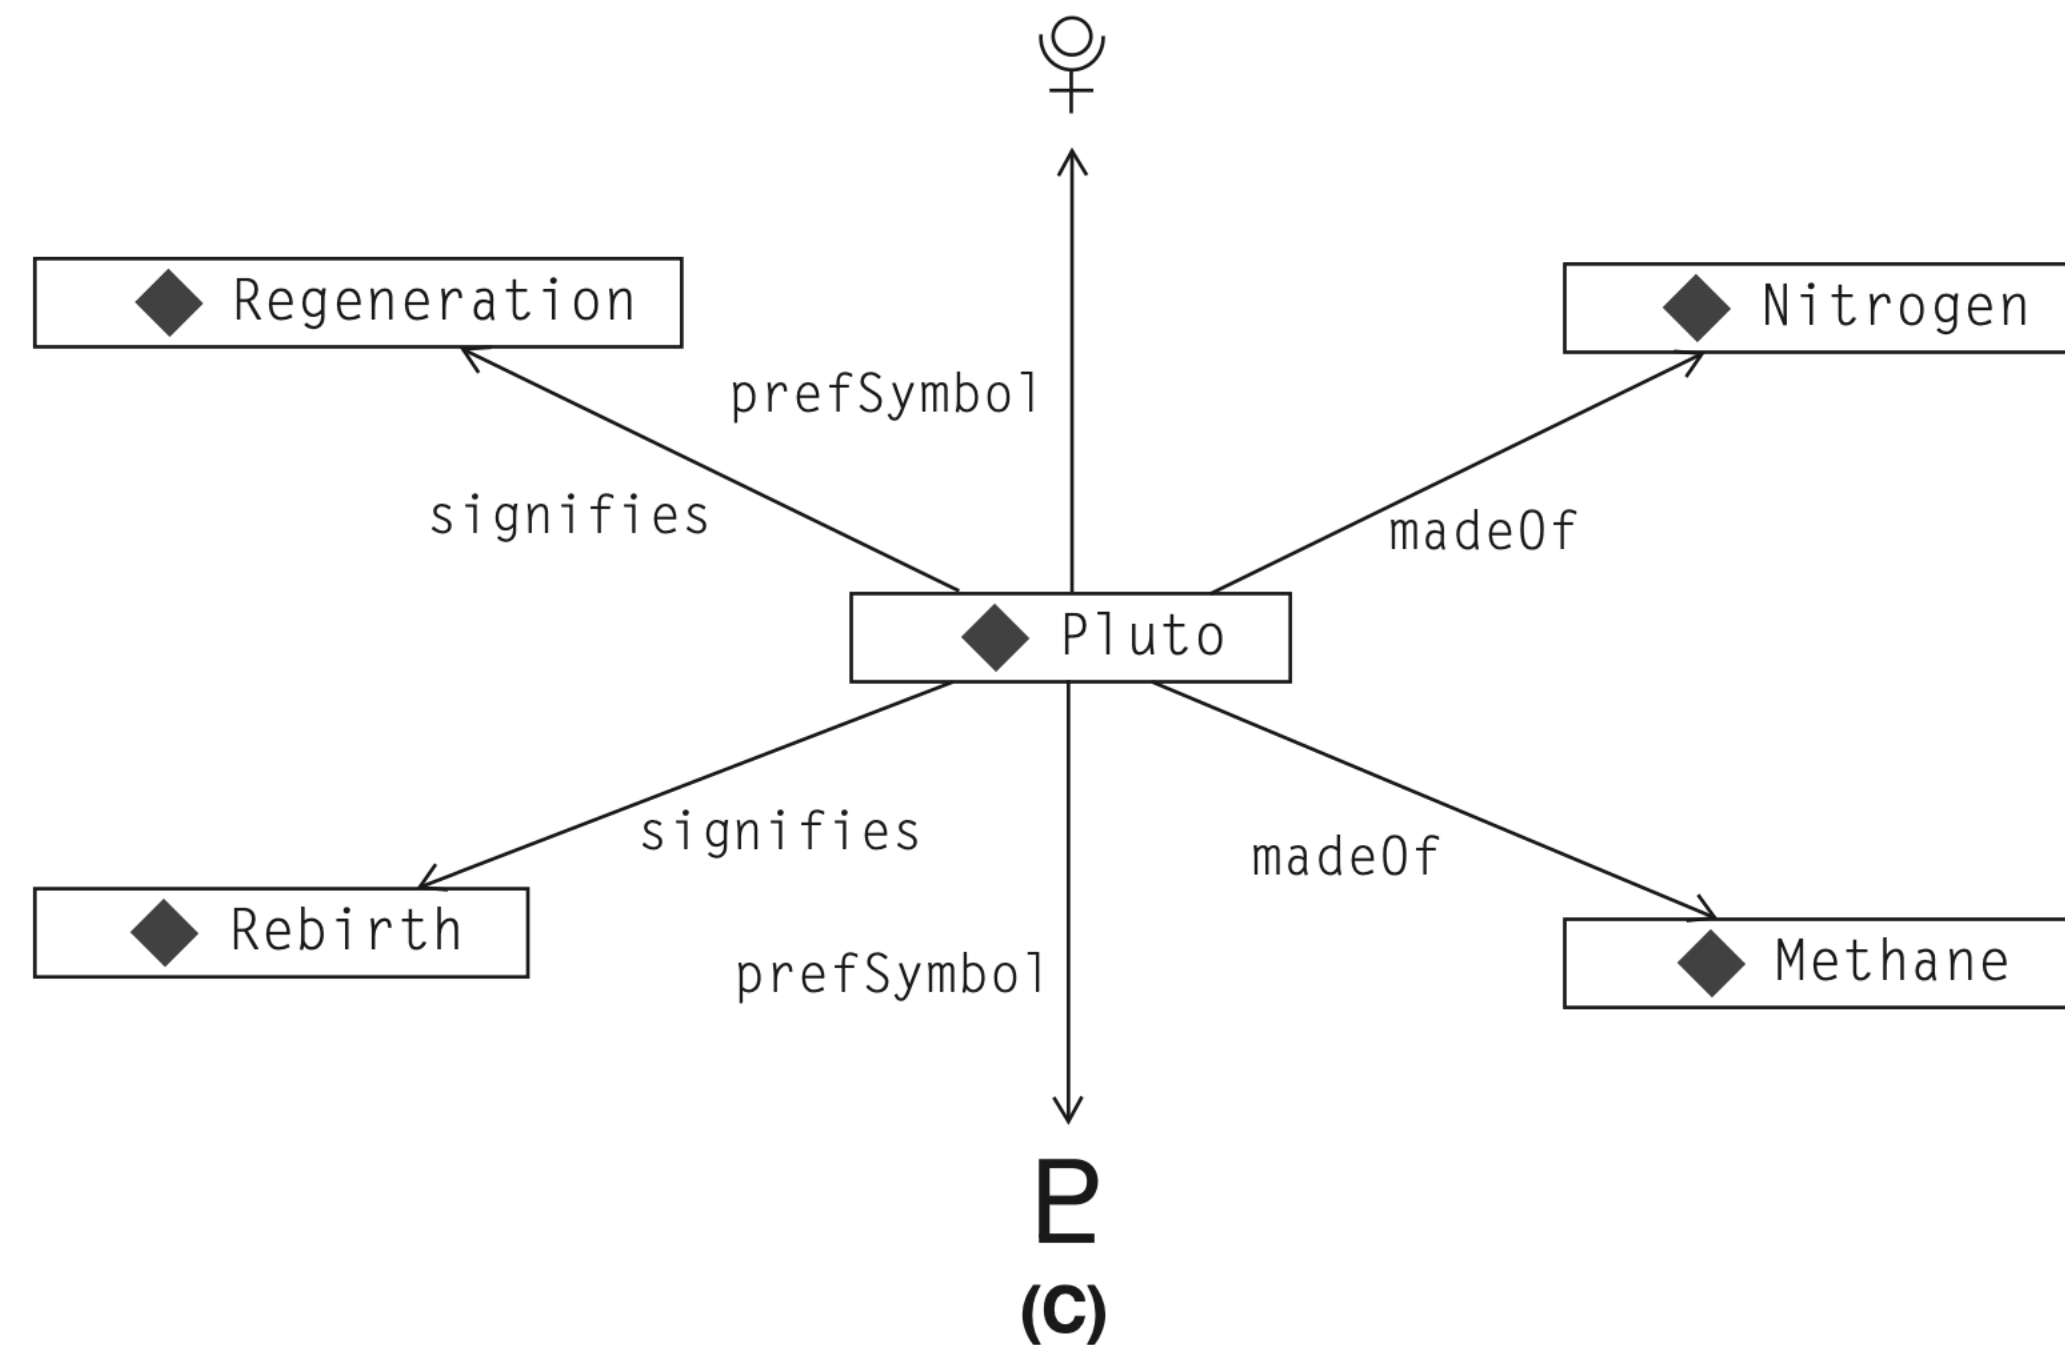 ♇
Regeneration
Nitrogen
prefSymbol
signifies
madeOf
Pluto
signifies
madeOf
Rebirth
prefSymbol
Methane
P
(C)